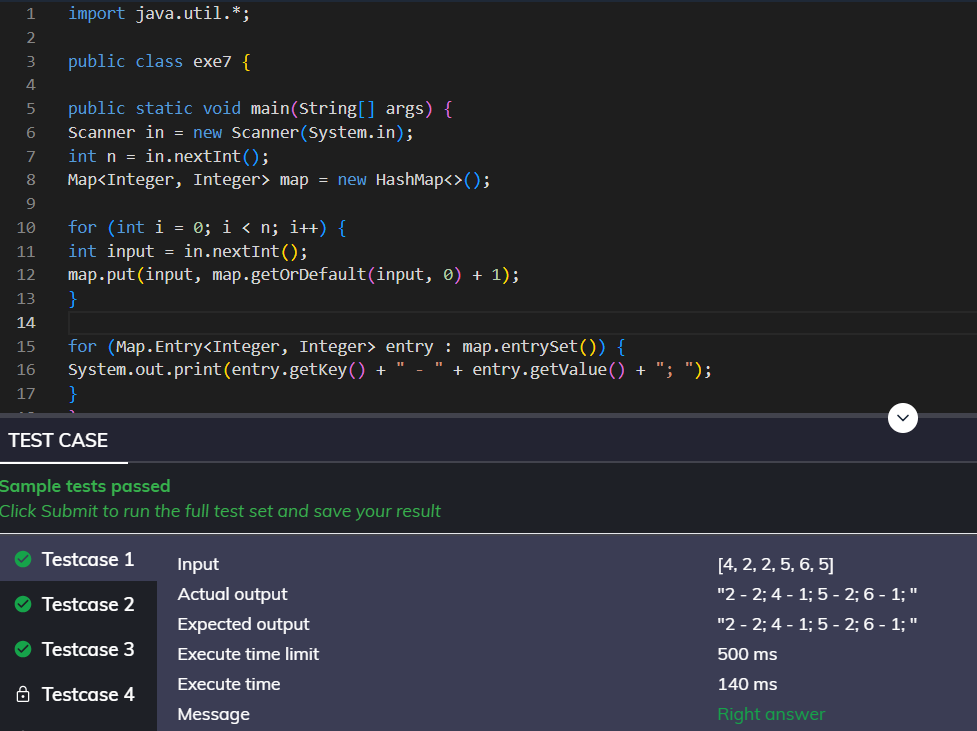 1 import java.util.*;
2
3 public class exe7 {
4
5 public static void main(String[] args) {
6 Scanner in = new Scanner(System.in);
7 int n = in.nextInt();
8 Map<Integer, Integer> map = new HashMap<>();
9
10 for (int i = 0; i < n; i++) {
11 int input = in.nextInt();
12 map.put(input, map.getOrDefault(input, 0) + 1);
13 }
14
15 for (Map.Entry<Integer, Integer> entry : map.entrySet()) {
16 System.out.print(entry.getKey() + " - " + entry.getValue() + "; ");
17 }
TEST CASE
Sample tests passed
Click Submit to run the full test set and save your result
Testcase 1
Testcase 2
Testcase 3
Testcase 4
Input [4, 2, 2, 5, 6, 5]
Actual output "2 - 2; 4 - 1; 5 - 2; 6 - 1; "
Expected output "2 - 2; 4 - 1; 5 - 2; 6 - 1; "
Execute time limit 500 ms
Execute time 140 ms
Message Right answer